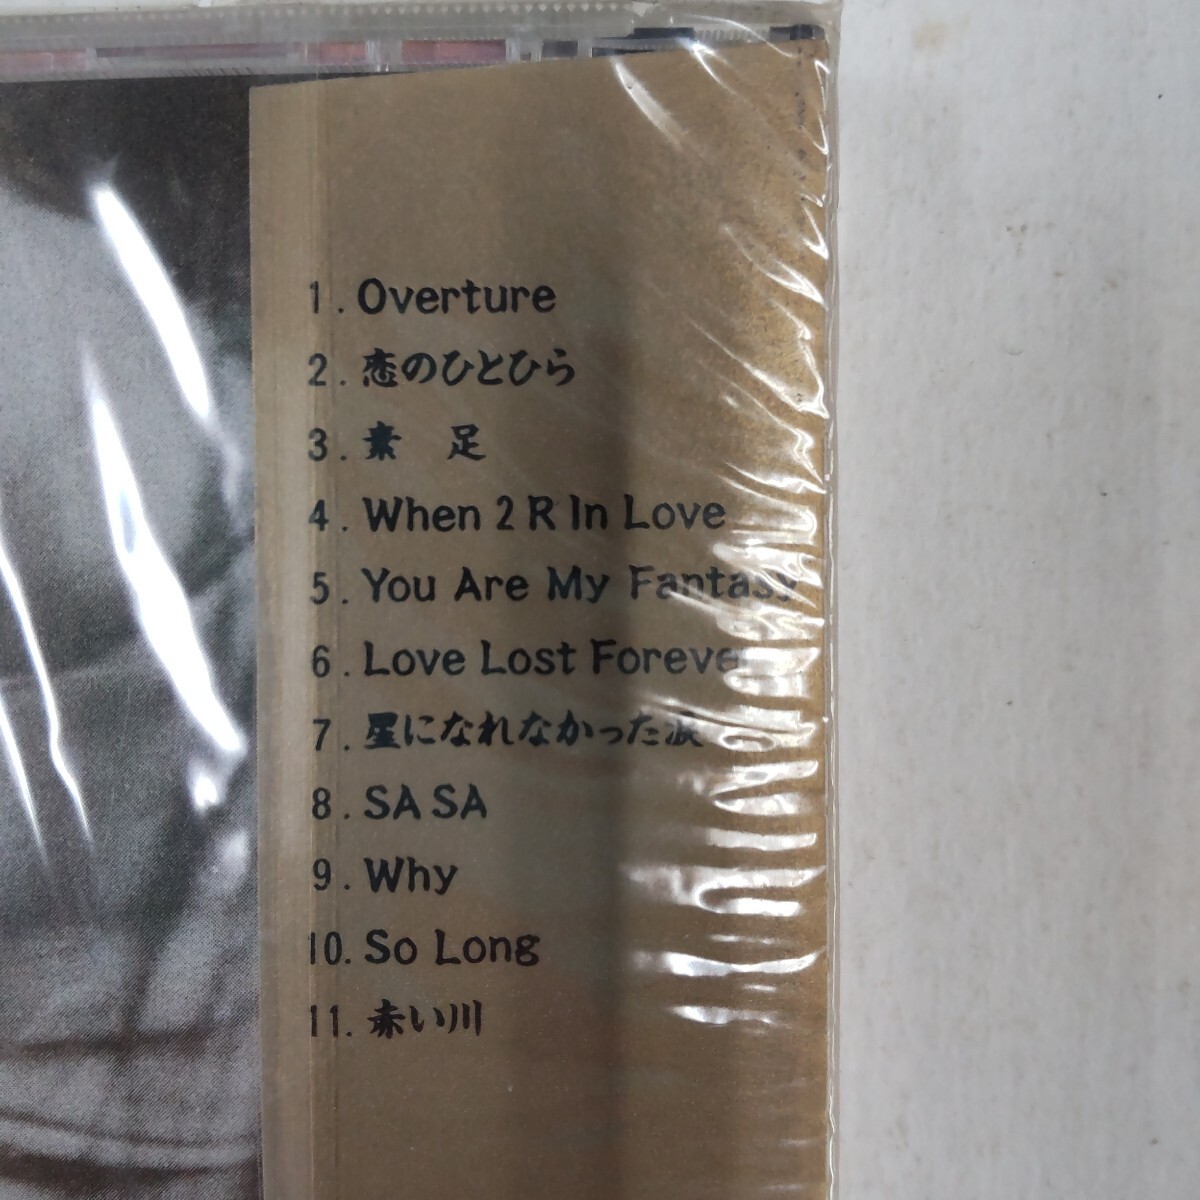 1. Overture
2. 恋のひとひら
3. 素　足
4. When 2 R In Love
5. You Are My Fantasy
6. Love Lost Forever
7. 星になれなかった涙
8. SA SA
9. Why
10. So Long
11. 赤い川